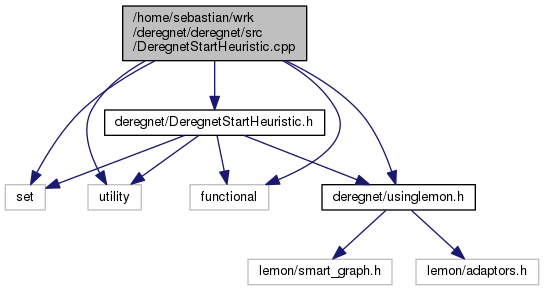 /home/sebastian/wrk
/deregnet/deregnet/src
/DeregnetStartHeuristic.cpp
deregnet/DeregnetStartHeuristic.h
set
utility
functional
deregnet/usinglemon.h
lemon/smart_graph.h
lemon/adaptors.h